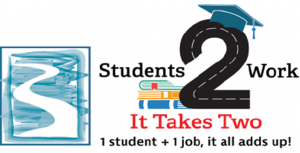 Students 2 Work
It Takes Two
1 student + 1 job, it all adds up!